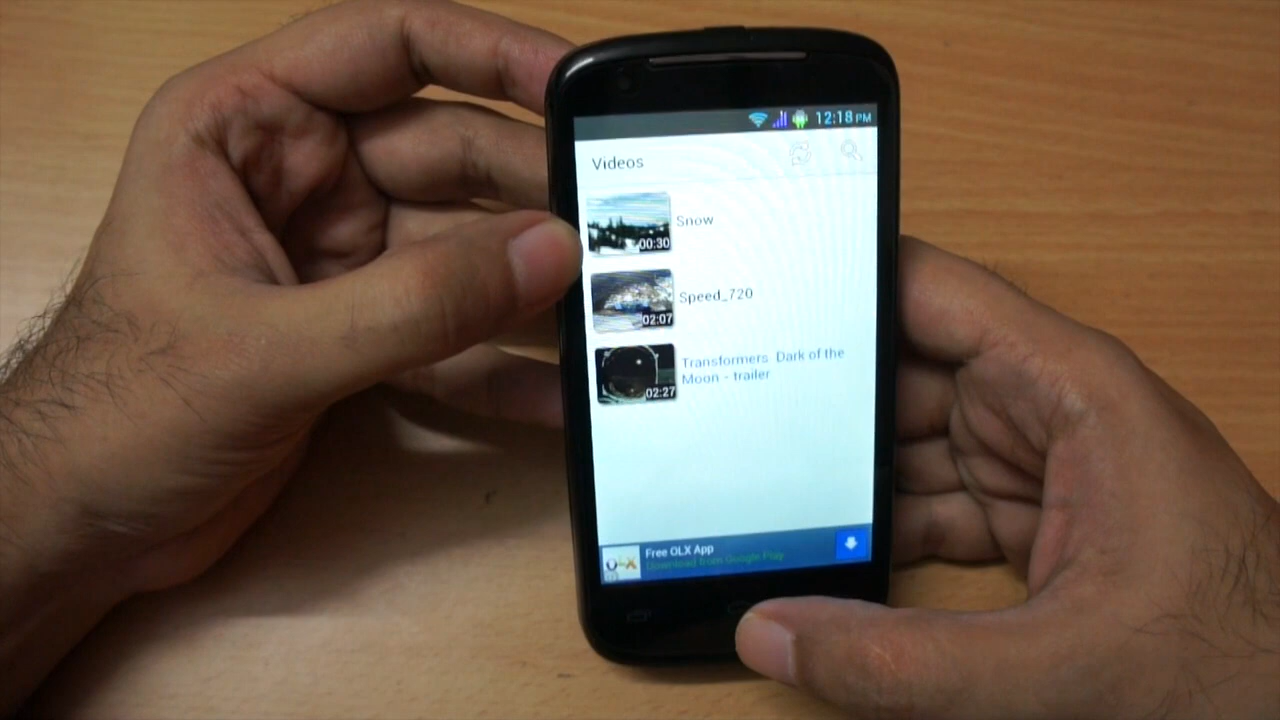 12:18 PM
Videos
00:30
Snow
02:07
Speed_720
Transformers Dark of the
Moon - trailer
02:27
OLX
Free OLX App
Download from Google Play